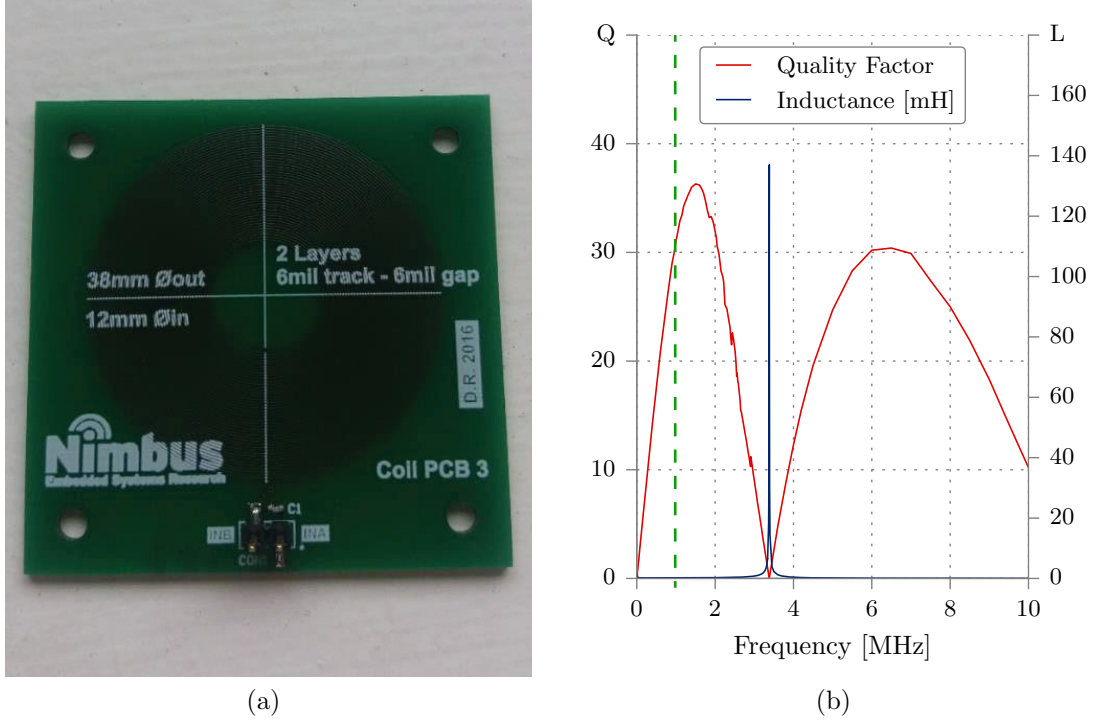 2 Layers
6mil track - 6mil gap
38mm Øout
12mm Øin
D.R. 2016
Nimbus
Embedded Systems Research
Coil PCB 3
C1
INB
INA
(a)
Q
L
Quality Factor
Inductance [mH]
40
30
20
10
0
160
140
120
100
80
60
40
20
0
0 2 4 6 8 10
Frequency [MHz]
(b)